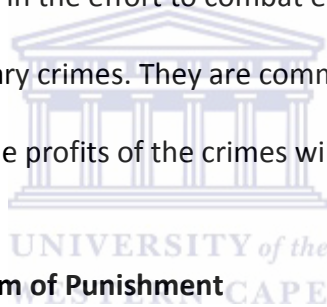 in the effort to combat e
ary crimes. They are comm
e profits of the crimes wi
UNIVERSITY of the
m of Punishment
WESTERN CAPE